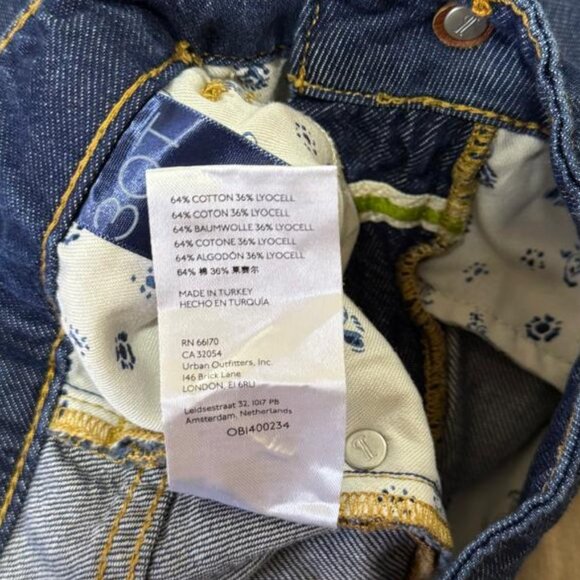 BOT
64% COTTON 36% LYOCELL
64% COTON 36% LYOCELL
64% BAUMWOLLE 36% LYOCELL
64% COTONE 36% LYOCELL
64% ALGODÓN 36% LYOCELL
64% 棉 36% 莱赛尔
MADE IN TURKEY
HECHO EN TURQUÍA
RN 66170
CA 32054
Urban Outfitters, Inc.
146 Brick Lane
LONDON, E1 6RU
Leidsestraat 32, 1017 PB
Amsterdam, Netherlands
OB1400234